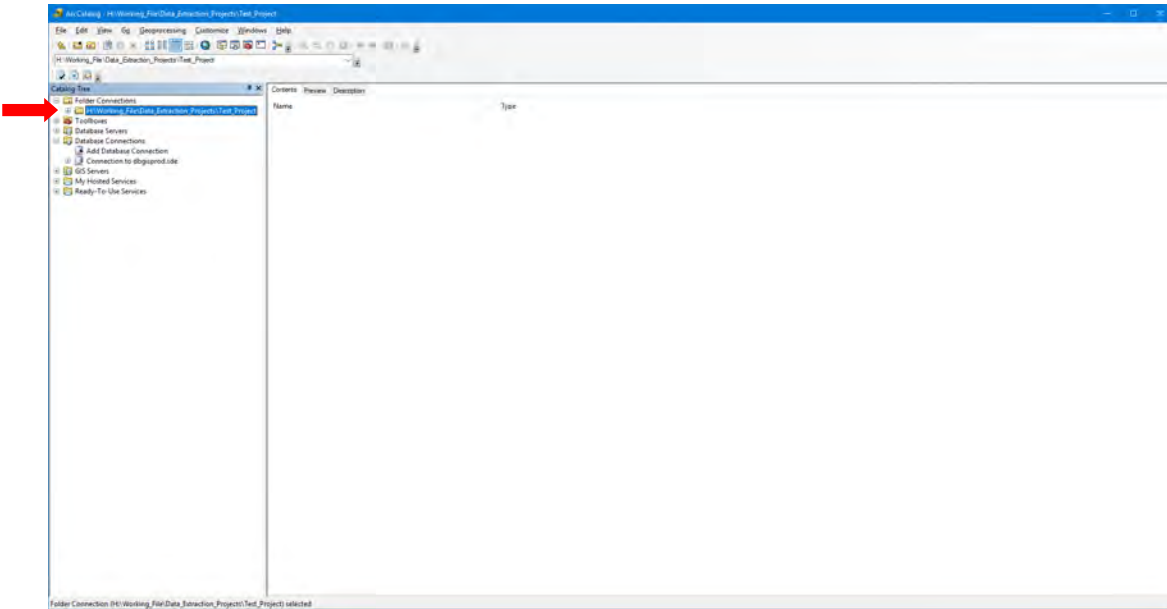 ArcCatalog - H:\Working_File\Data_Extraction_Projects\Test_Project
File Edit View Go Geoprocessing Customize Windows Help
H:\Working_File\Data_Extraction_Projects\Test_Project
Catalog Tree
Contents Preview Description
Folder Connections
Name Type
H:\Working_File\Data_Extraction_Projects\Test_Project
Toolboxes
Database Servers
Database Connections
Add Database Connection
Connection to dbgisprod.sde
GIS Servers
My Hosted Services
Ready-To-Use Services
Folder Connection (H:\Working_File\Data_Extraction_Projects\Test_Project) selected